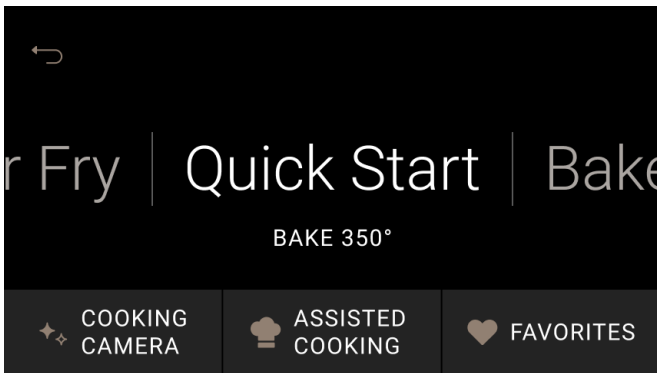 r Fry Quick Start Bake
BAKE 350°
COOKING CAMERA
ASSISTED COOKING
FAVORITES